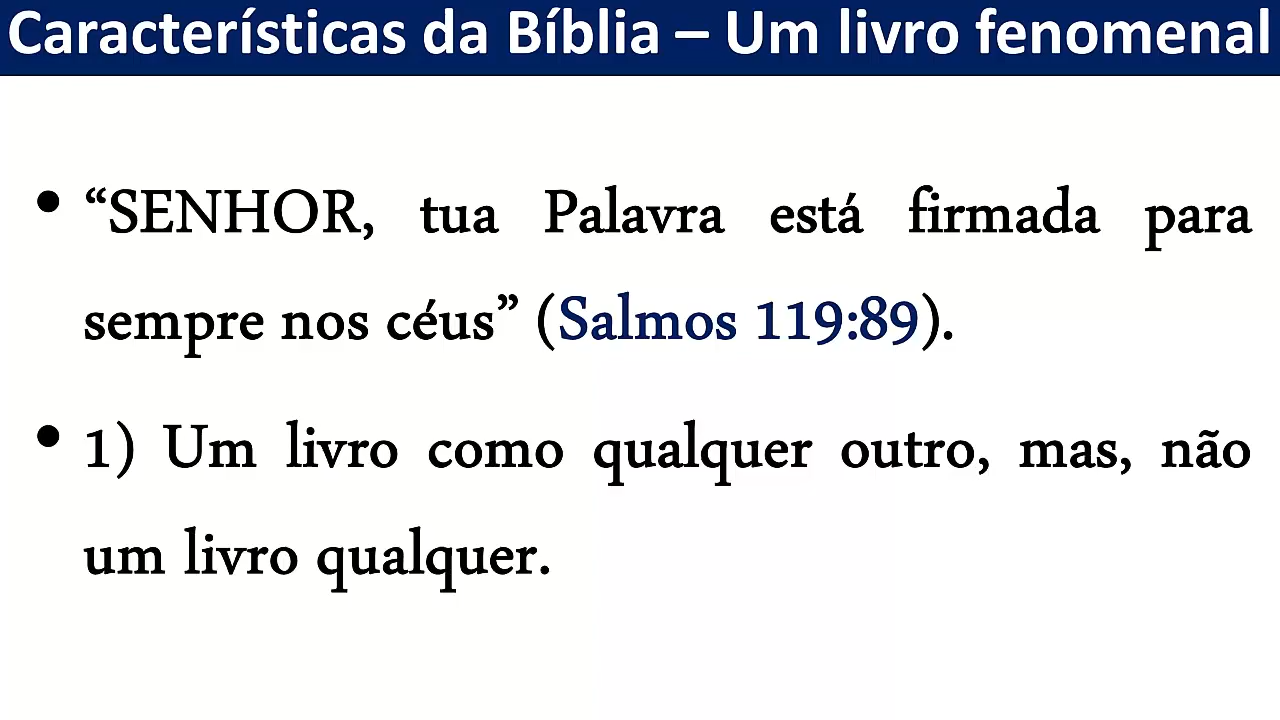 Características da Bíblia – Um livro fenomenal
• “SENHOR, tua Palavra está firmada para
sempre nos céus” (Salmos 119:89).
• 1) Um livro como qualquer outro, mas, não
um livro qualquer.